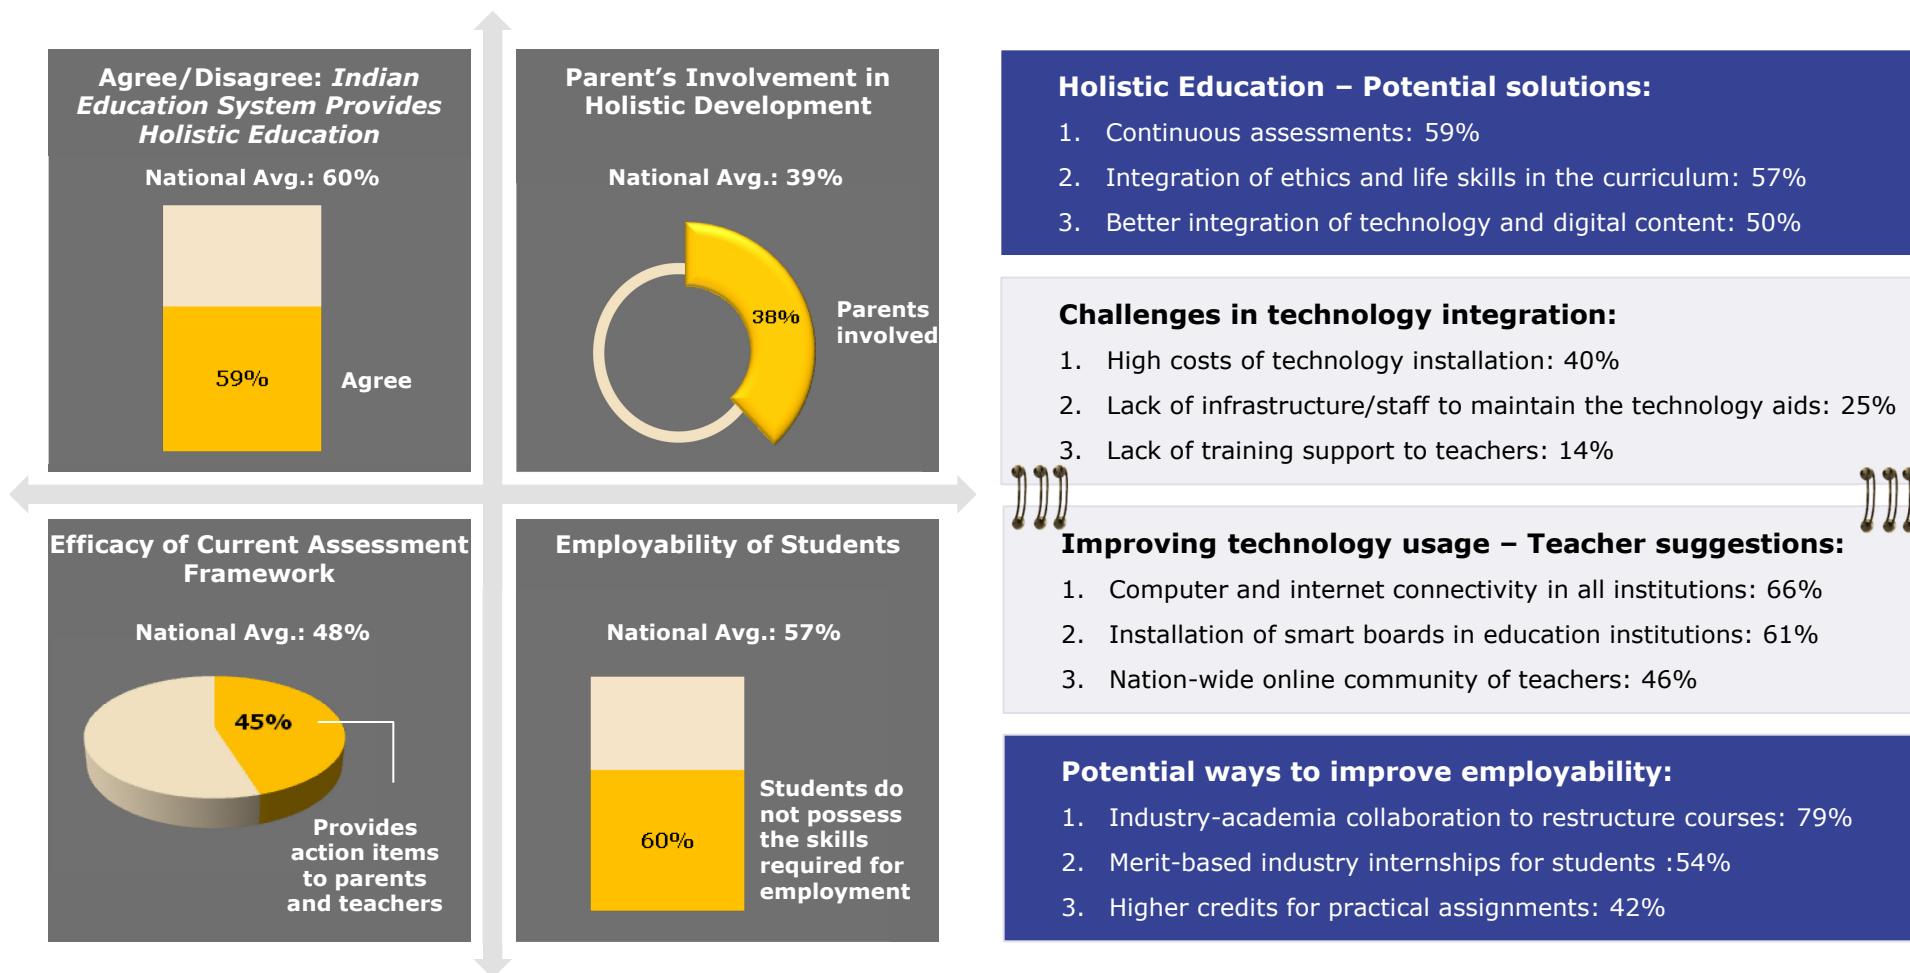 Agree/Disagree: Indian
Education System Provides
Holistic Education
National Avg.: 60%
59%
Agree
Parent’s Involvement in
Holistic Development
National Avg.: 39%
38%
Parents
involved
Efficacy of Current Assessment
Framework
National Avg.: 48%
45%
Provides
action items
to parents
and teachers
Employability of Students
National Avg.: 57%
60%
Students do
not possess
the skills
required for
employment
Holistic Education – Potential solutions:
1. Continuous assessments: 59%
2. Integration of ethics and life skills in the curriculum: 57%
3. Better integration of technology and digital content: 50%
Challenges in technology integration:
1. High costs of technology installation: 40%
2. Lack of infrastructure/staff to maintain the technology aids: 25%
3. Lack of training support to teachers: 14%
Improving technology usage – Teacher suggestions:
1. Computer and internet connectivity in all institutions: 66%
2. Installation of smart boards in education institutions: 61%
3. Nation-wide online community of teachers: 46%
Potential ways to improve employability:
1. Industry-academia collaboration to restructure courses: 79%
2. Merit-based industry internships for students :54%
3. Higher credits for practical assignments: 42%